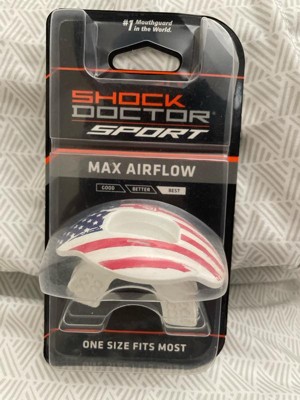 #1 Mouthguard
in the World.
SHOCK
DOCTOR
SPORT
MAX AIRFLOW
GOOD BETTER BEST
ONE SIZE FITS MOST